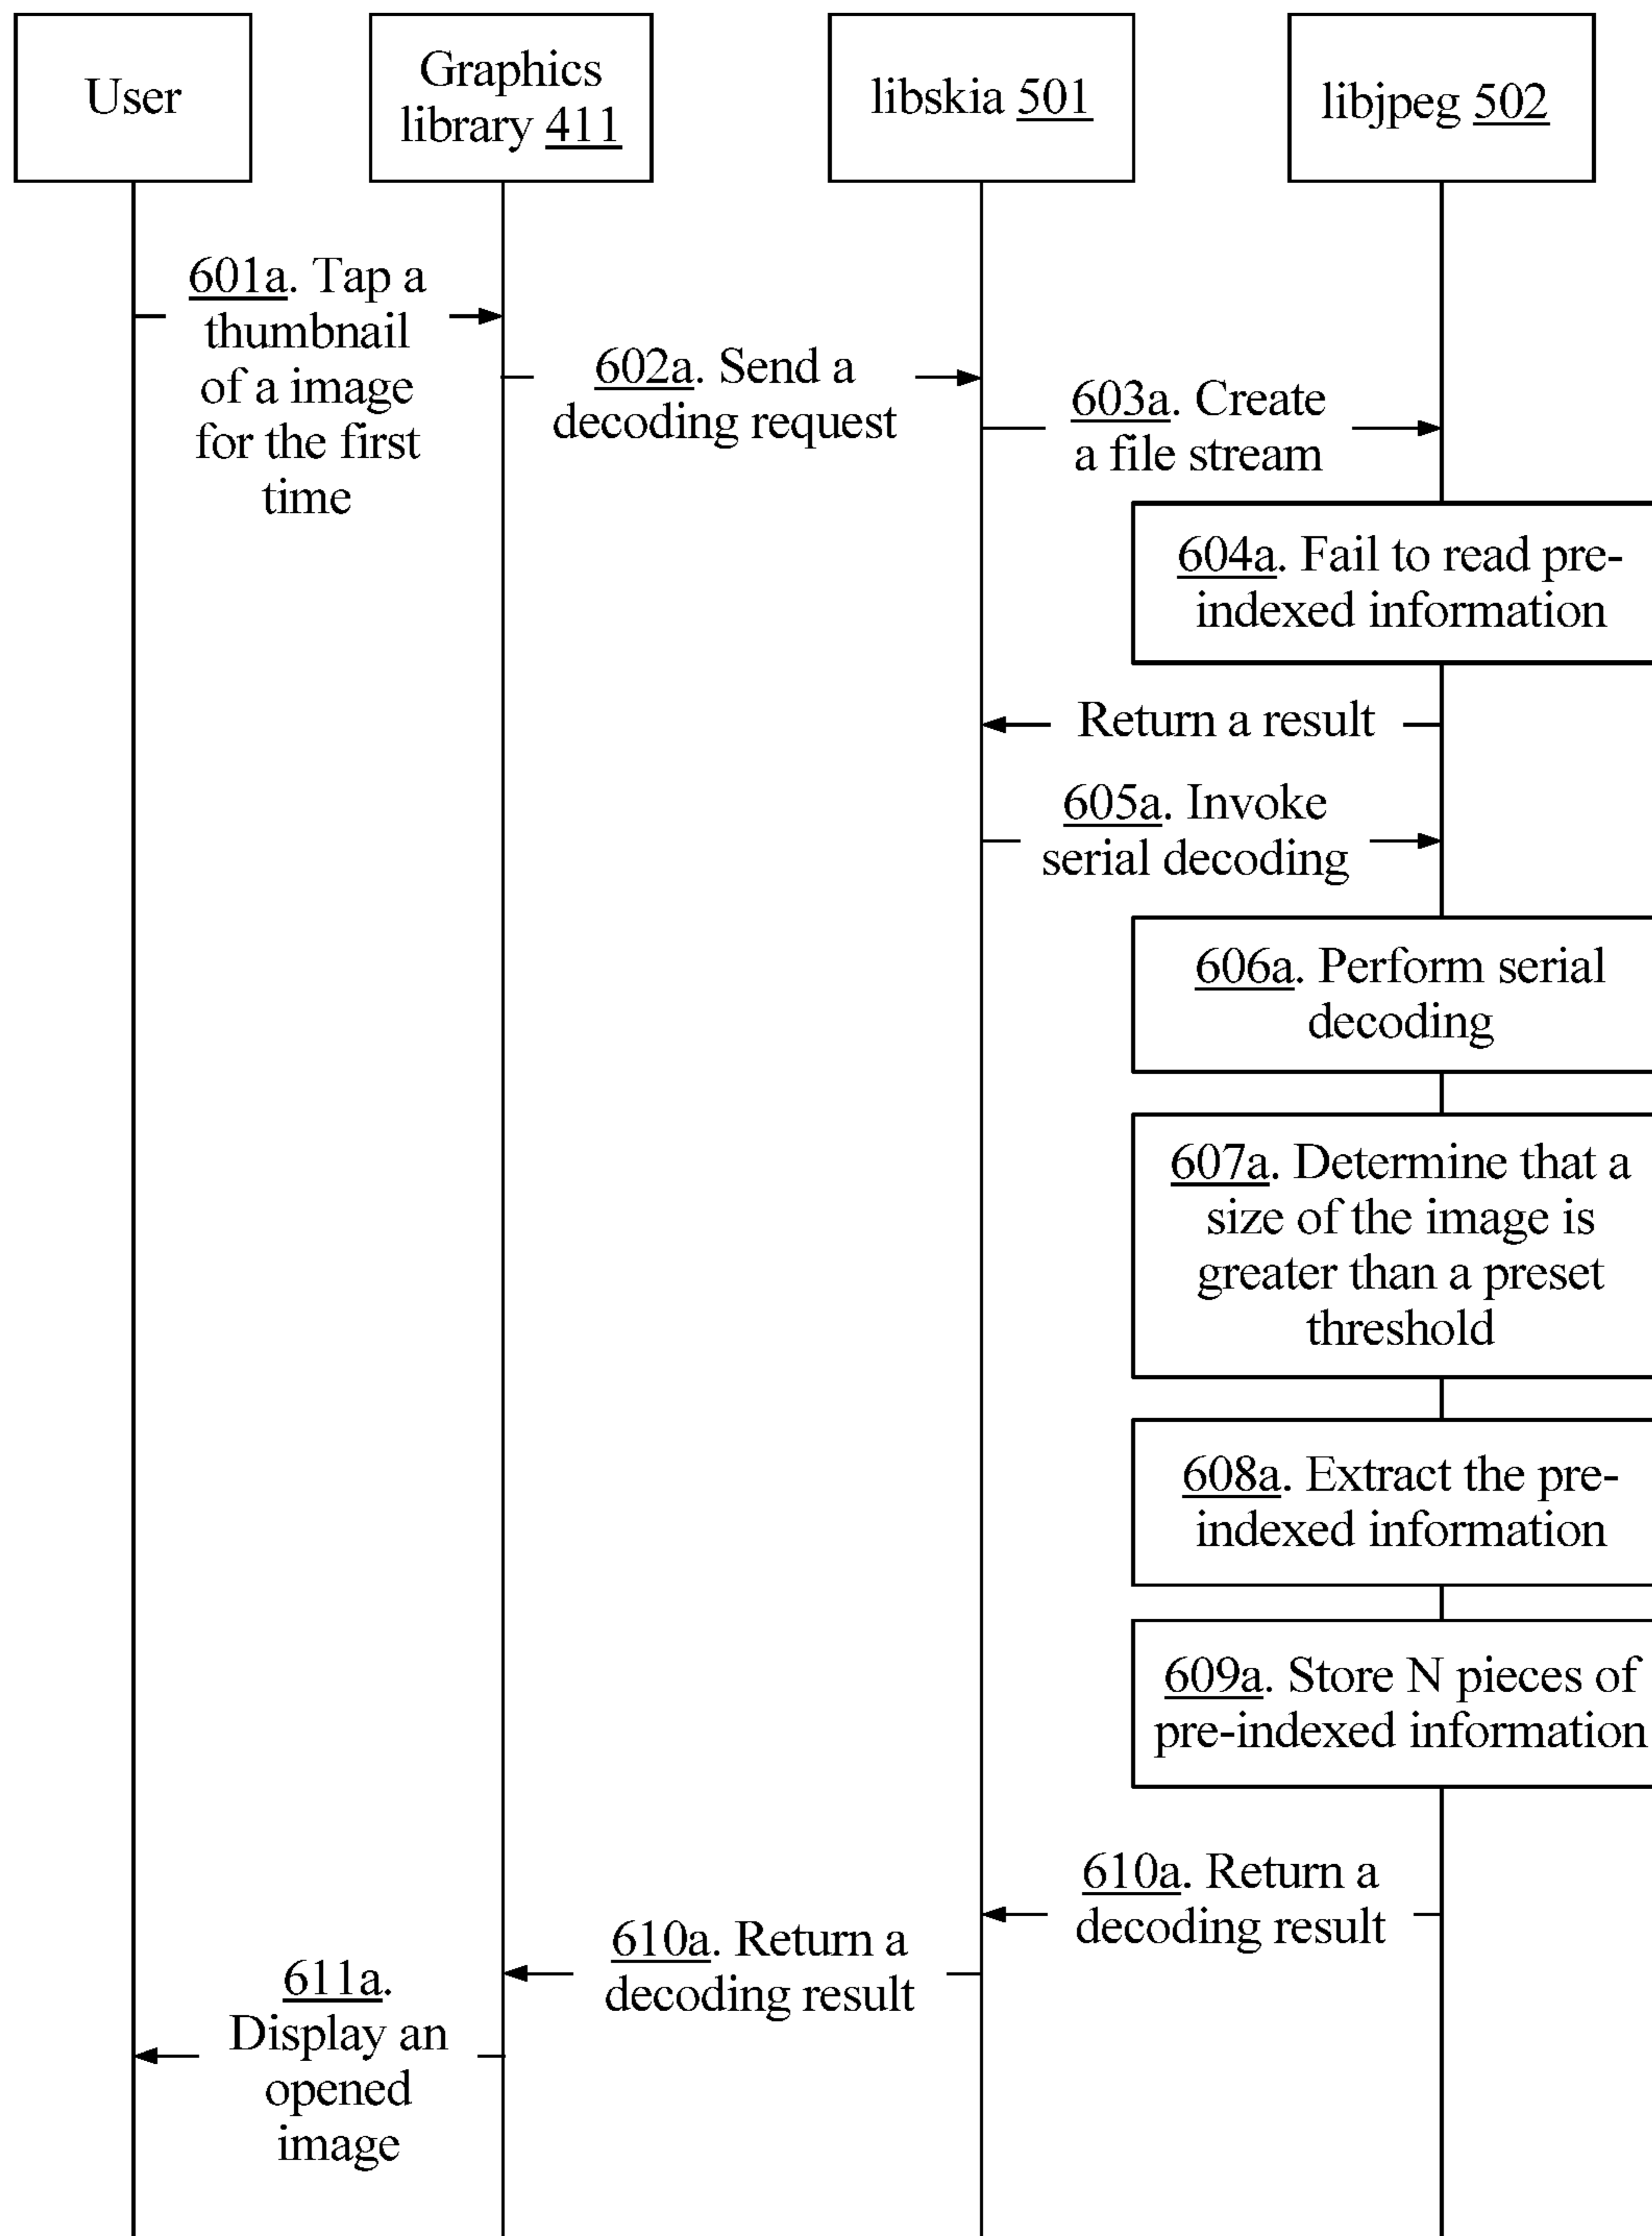 User
Graphics
library 411
libskia 501
libjpeg 502
601a. Tap a
thumbnail
of a image
for the first
time
602a. Send a
decoding request
603a. Create
a file stream
604a. Fail to read pre-
indexed information
Return a result
605a. Invoke
serial decoding
606a. Perform serial
decoding
607a. Determine that a
size of the image is
greater than a preset
threshold
608a. Extract the pre-
indexed information
609a. Store N pieces of
pre-indexed information
610a. Return a
decoding result
610a. Return a
decoding result
611a.
Display an
opened
image